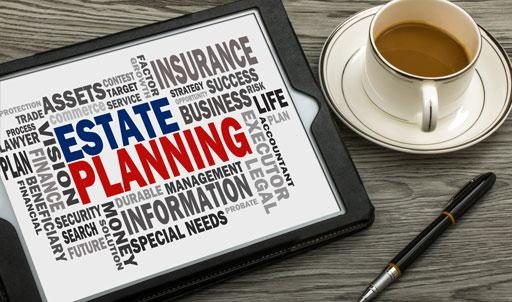 FACTOR
GROWTH
INSURANCE
CONTEST
STRATEGY
SUCCESS
RISK
PROTECTION
ASSETS
TARGET
OPPORTUNITY
TRADE
commerce
SERVICE
BUSINESS
LIFE
PROCESS
LAWYER
VISION
ESTATE
PLAN
PLAN
FINANCE
PLANNING
EXECUTOR
ACCOUNTANT
BENEFICIARY
FINANCIAL
DURABLE
MANAGEMENT
LEGAL
SECURITY
MONEY
INFORMATION
SEARCH
SOLUTION
PROBATE
FUTURE
SPECIAL NEEDS